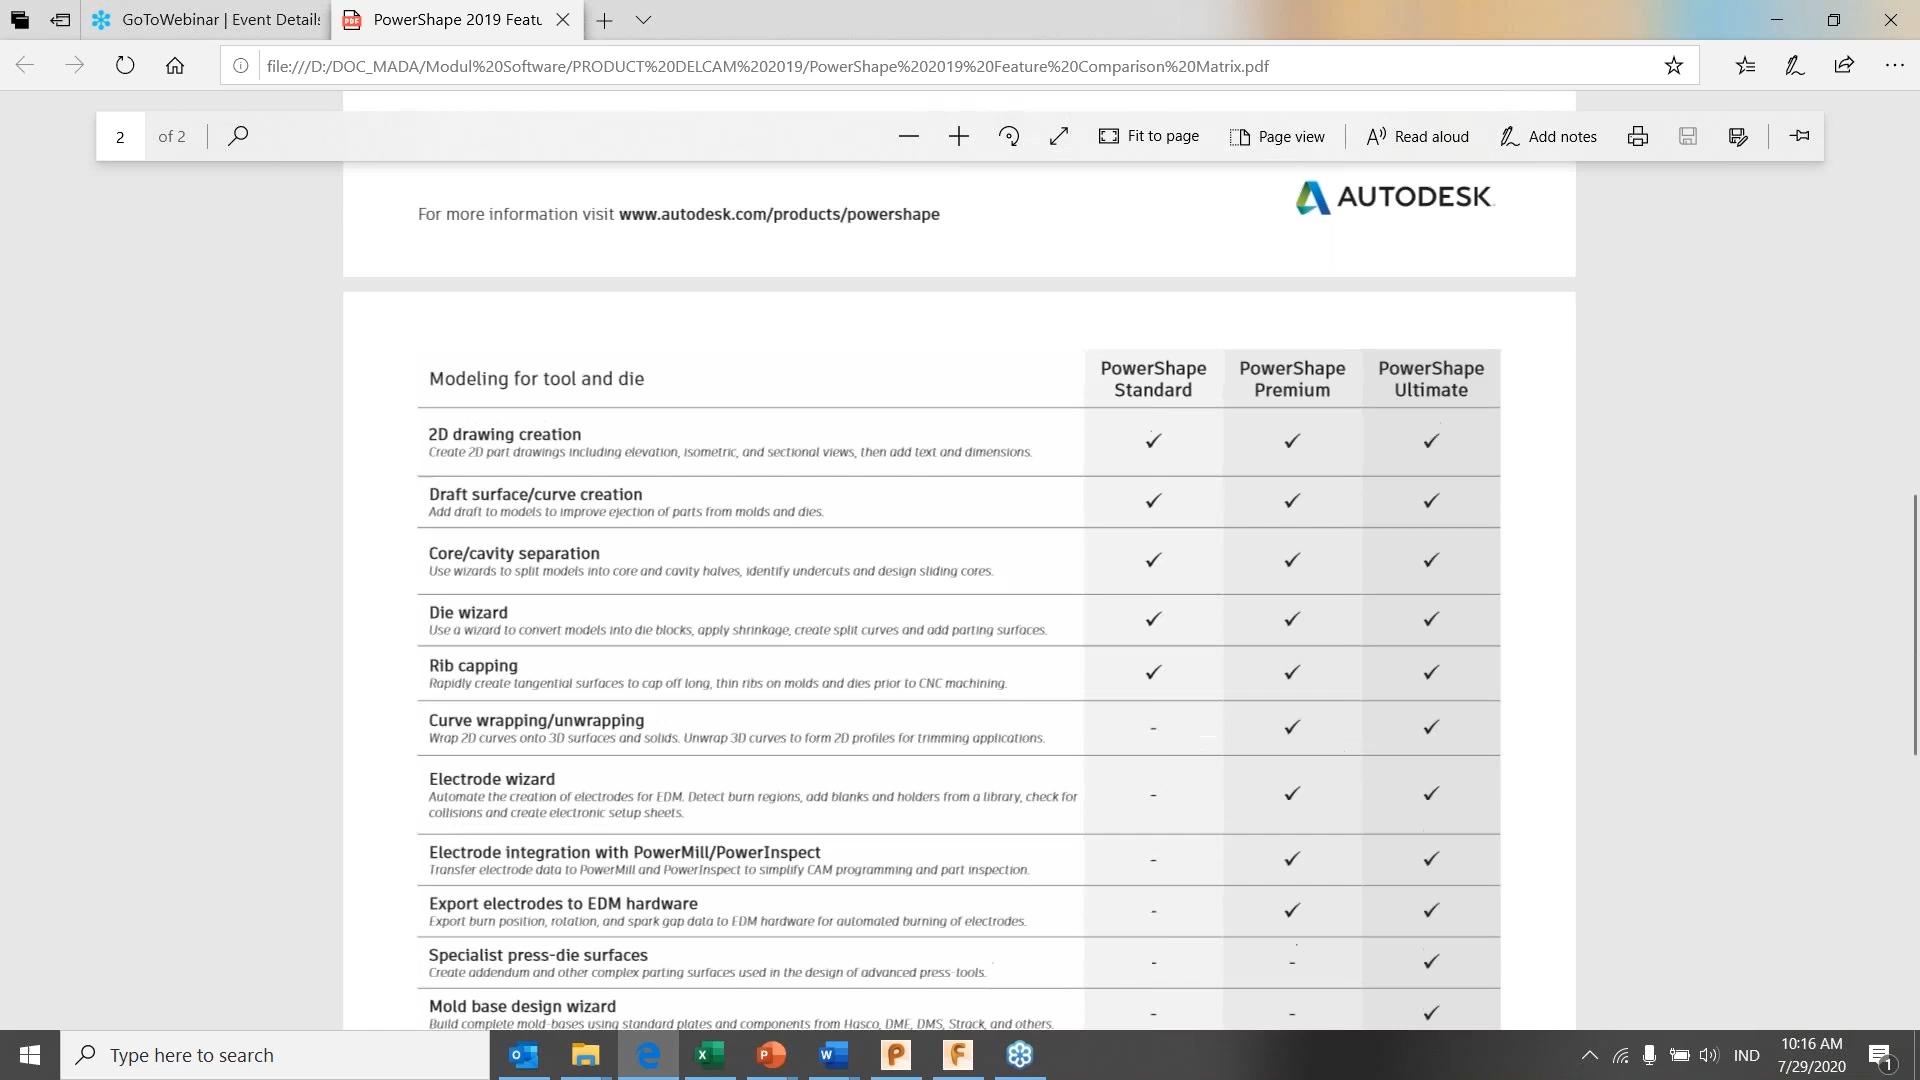 GoToWebinar | Event Details
PowerShape 2019 Featu
file:///D:/DOC_MADA/Modul%20Software/PRODUCT%20DELCAM%202019/PowerShape%202019%20Feature%20Comparison%20Matrix.pdf
2 of 2
Fit to page
Page view
Read aloud
Add notes
AUTODESK
For more information visit www.autodesk.com/products/powershape
Modeling for tool and die
PowerShape Standard
PowerShape Premium
PowerShape Ultimate
2D drawing creation
Create 2D part drawings including elevation, isometric, and sectional views, then add text and dimensions.
✓ ✓ ✓
Draft surface/curve creation
Add draft to models to improve ejection of parts from molds and dies.
✓ ✓ ✓
Core/cavity separation
Use wizards to split models into core and cavity halves, identify undercuts and design sliding cores.
✓ ✓ ✓
Die wizard
Use a wizard to convert models into die blocks, apply shrinkage, create split curves and add parting surfaces.
✓ ✓ ✓
Rib capping
Rapidly create tangential surfaces to cap off long, thin ribs on molds and dies prior to CNC machining.
✓ ✓ ✓
Curve wrapping/unwrapping
Wrap 2D curves onto 3D surfaces and solids. Unwrap 3D curves to form 2D profiles for trimming applications.
- ✓ ✓
Electrode wizard
Automate the creation of electrodes for EDM. Detect burn regions, add blanks and holders from a library, check for
collisions and create electronic setup sheets.
- ✓ ✓
Electrode integration with PowerMill/PowerInspect
Transfer electrode data to PowerMill and PowerInspect to simplify CAM programming and part inspection.
- ✓ ✓
Export electrodes to EDM hardware
Export burn position, rotation, and spark gap data to EDM hardware for automated burning of electrodes.
- ✓ ✓
Specialist press-die surfaces
Create addendum and other complex parting surfaces used in the design of advanced press-tools.
- - ✓
Mold base design wizard
Build complete mold-bases using standard plates and components from Hasco, DME, DMS, Strack, and others.
- - ✓
Type here to search
IND
10:16 AM
7/29/2020
1